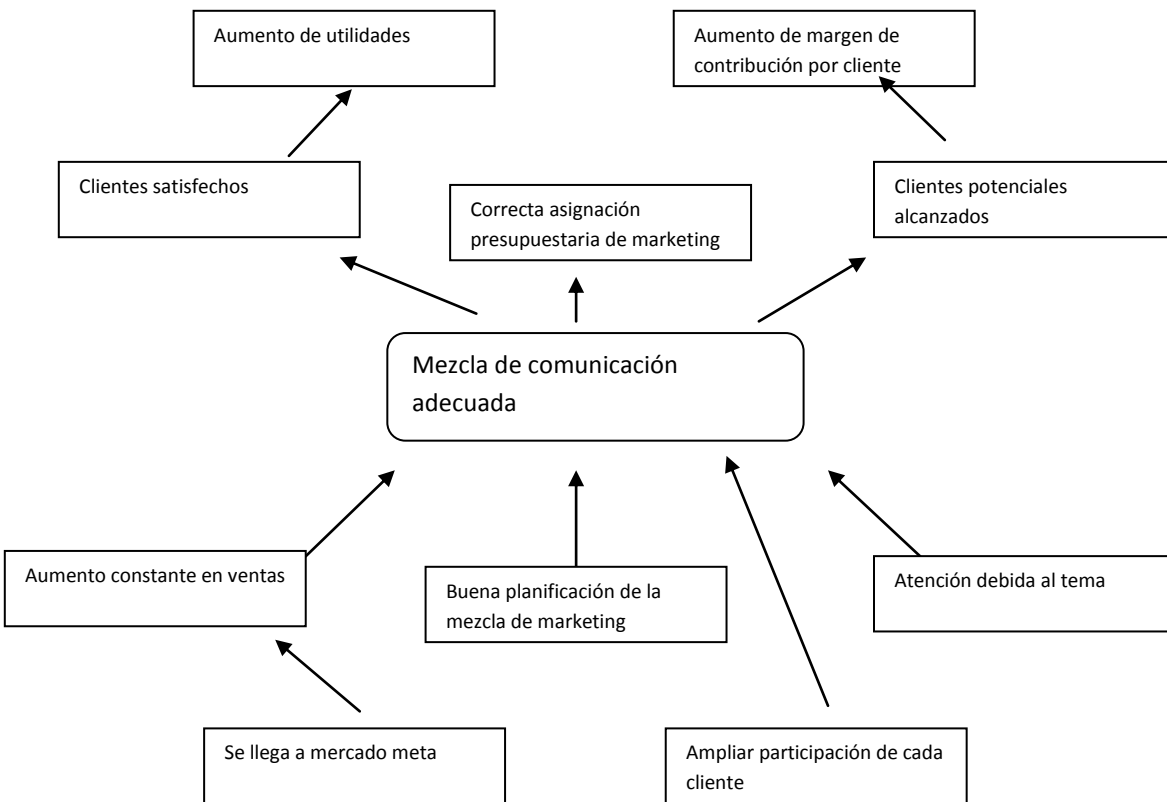 Aumento de utilidades
Aumento de margen de
contribución por cliente
Clientes satisfechos
Correcta asignación
presupuestaria de marketing
Clientes potenciales
alcanzados
Mezcla de comunicación
adecuada
Aumento constante en ventas
Buena planificación de la
mezcla de marketing
Atención debida al tema
Se llega a mercado meta
Ampliar participación de cada
cliente